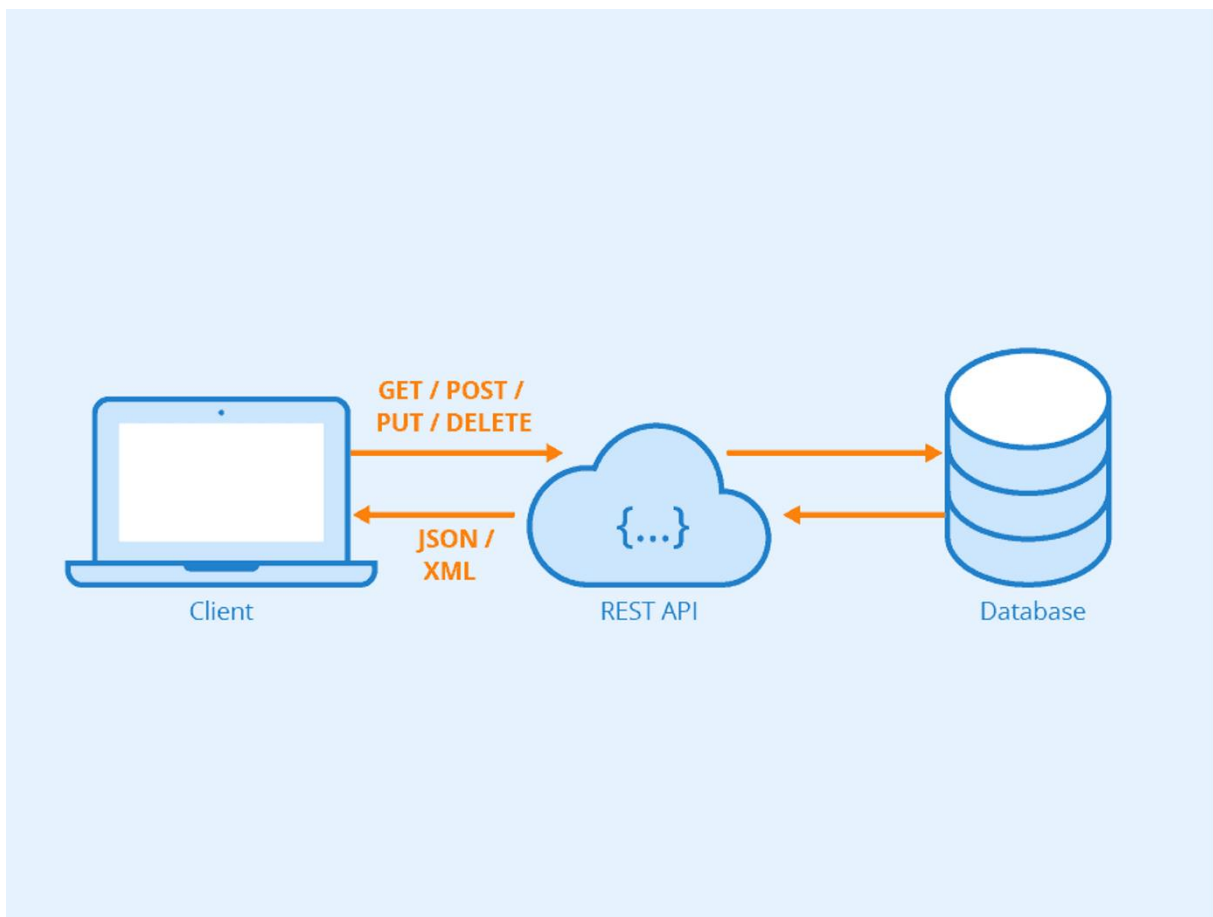 GET / POST /
PUT / DELETE
{...}
JSON /
XML
Client
REST API
Database